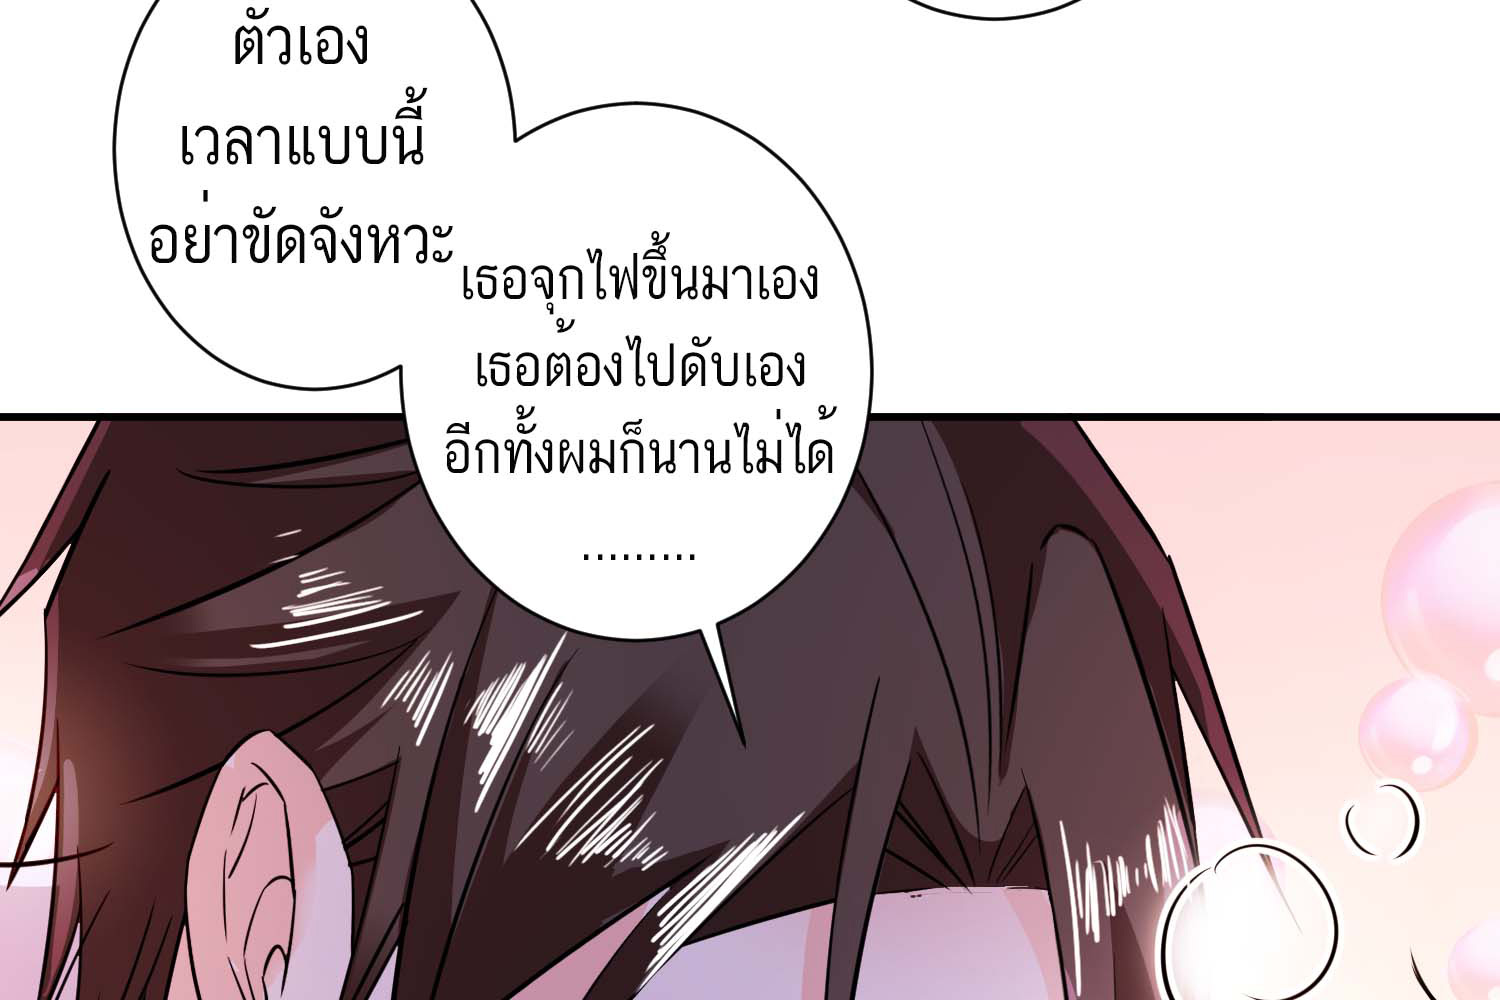 ตัวเอง
เวลาแบบนี้
อย่าขัดจังหวะ
เธอจุกไฟขึ้นมาเอง
เธอต้องไปดับเอง
อีกทั้งผมก็นานไม่ได้
.........